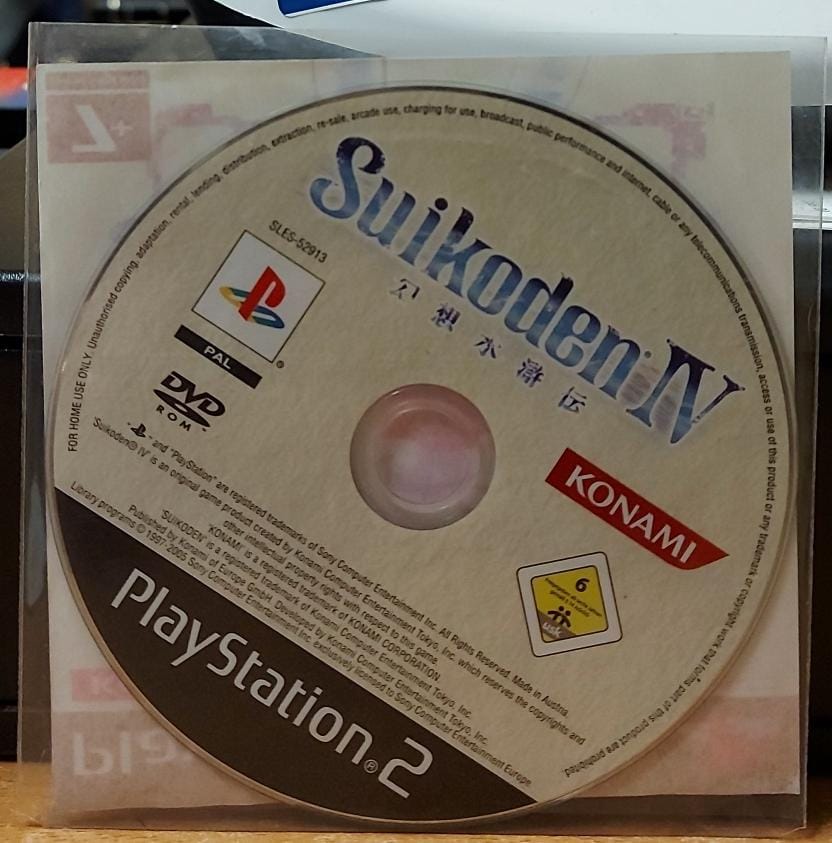 FOR HOME USE ONLY. Unauthorised copying, adaptation, rental, lending, distribution, extraction, re-sale, arcade use, charging for use, broadcast, public performance and internet, cable or any telecommunications transmission, access or use of this product or any trademark or copyright work that forms part of this product are prohibited
Suikoden IV
幻想水滸伝
SLES-52913
PAL
DVD
ROM
KONAMI
6
usk
and "PlayStation" are registered trademarks of Sony Computer Entertainment Inc. All Rights Reserved. Made in Austria.
'Suikoden® IV' is an original game product created by Konami Computer Entertainment Tokyo, Inc. which reserves the copyrights and
other intellectual property rights with respect to this game.
"KONAMI" is a registered trademark of KONAMI CORPORATION.
"SUIKODEN" is a registered trademark of Konami Computer Entertainment Tokyo, Inc.
Published by Konami of Europe GmbH. Developed by Konami Computer Entertainment Tokyo, Inc.
Library programs © 1997-2005 Sony Computer Entertainment Inc. exclusively licensed to Sony Computer Entertainment Europe.
PlayStation®2